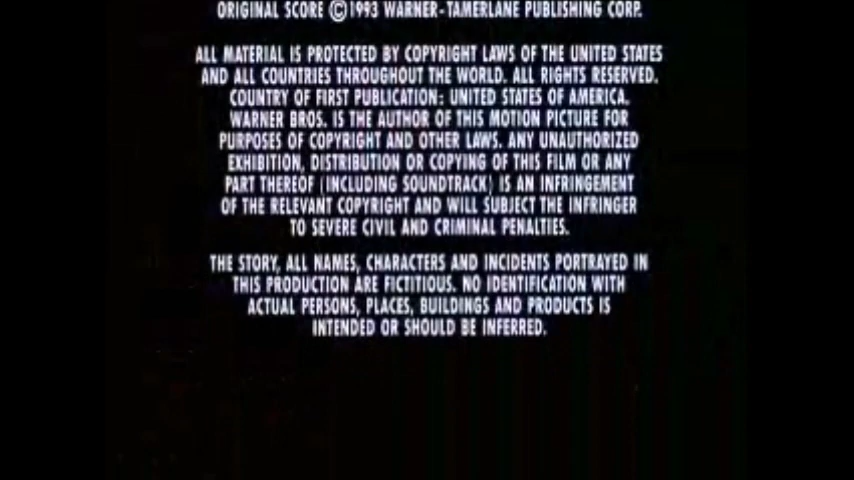 ORIGINAL SCORE © 1993 WARNER-TAMERLANE PUBLISHING CORP.
ALL MATERIAL IS PROTECTED BY COPYRIGHT LAWS OF THE UNITED STATES
AND ALL COUNTRIES THROUGHOUT THE WORLD. ALL RIGHTS RESERVED.
COUNTRY OF FIRST PUBLICATION: UNITED STATES OF AMERICA.
WARNER BROS. IS THE AUTHOR OF THIS MOTION PICTURE FOR
PURPOSES OF COPYRIGHT AND OTHER LAWS. ANY UNAUTHORIZED
EXHIBITION, DISTRIBUTION OR COPYING OF THIS FILM OR ANY
PART THEREOF (INCLUDING SOUNDTRACK) IS AN INFRINGEMENT
OF THE RELEVANT COPYRIGHT AND WILL SUBJECT THE INFRINGER
TO SEVERE CIVIL AND CRIMINAL PENALTIES.
THE STORY, ALL NAMES, CHARACTERS AND INCIDENTS PORTRAYED IN
THIS PRODUCTION ARE FICTITIOUS. NO IDENTIFICATION WITH
ACTUAL PERSONS, PLACES, BUILDINGS AND PRODUCTS IS
INTENDED OR SHOULD BE INFERRED.